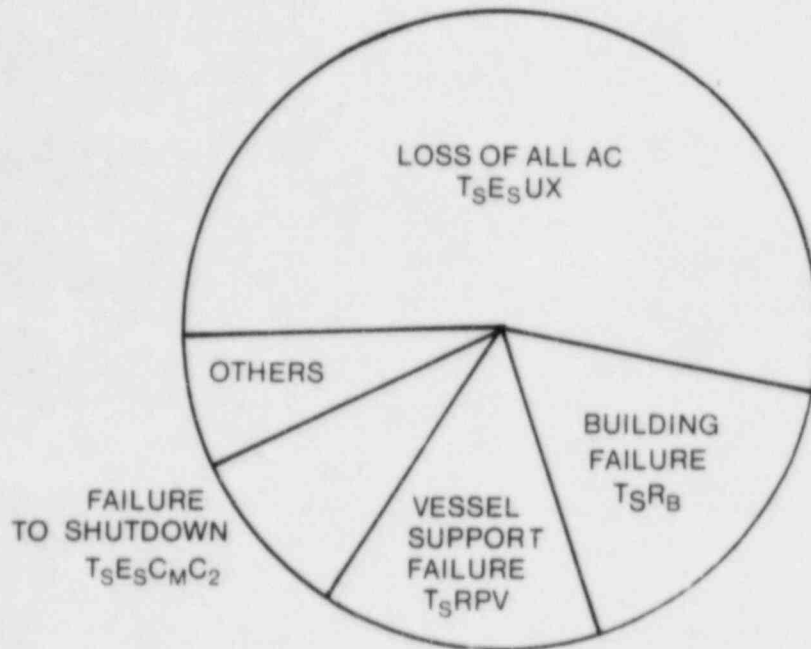 LOSS OF ALL AC
TSESUX
OTHERS
BUILDING
FAILURE
TSRB
VESSEL
SUPPORT
FAILURE
TSRPV
FAILURE
TO SHUTDOWN
TSESCMC2